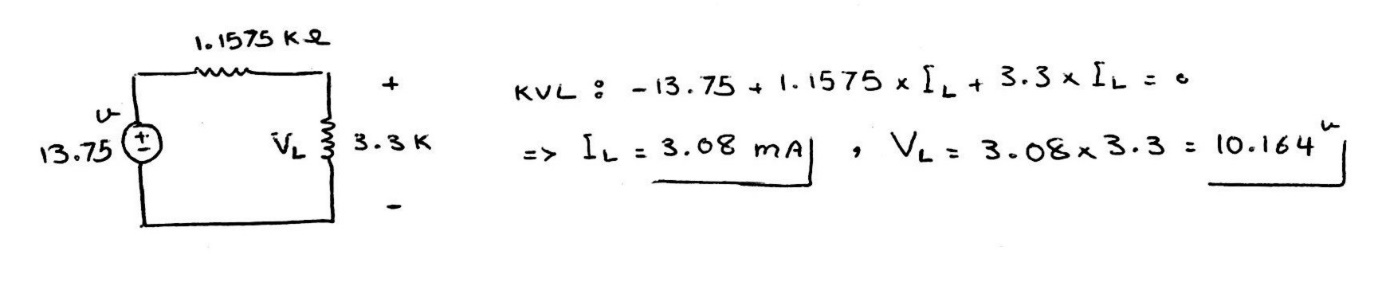 1.1575 KΩ
+
KVL : -13.75 + 1.1575 × I_L + 3.3 × I_L = 0
13.75 v
+
-
V_L
3.3 K
=> I_L = 3.08 mA , V_L = 3.08 × 3.3 = 10.164 v
-